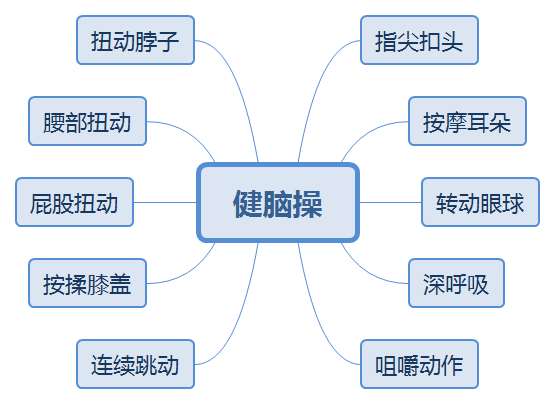 扭动脖子
指尖扣头
腰部扭动
按摩耳朵
健脑操
屁股扭动
转动眼球
按揉膝盖
深呼吸
连续跳动
咀嚼动作